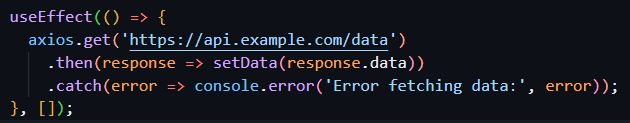 useEffect(() => {
  axios.get('https://api.example.com/data')
    .then(response => setData(response.data))
    .catch(error => console.error('Error fetching data:', error));
}, []);